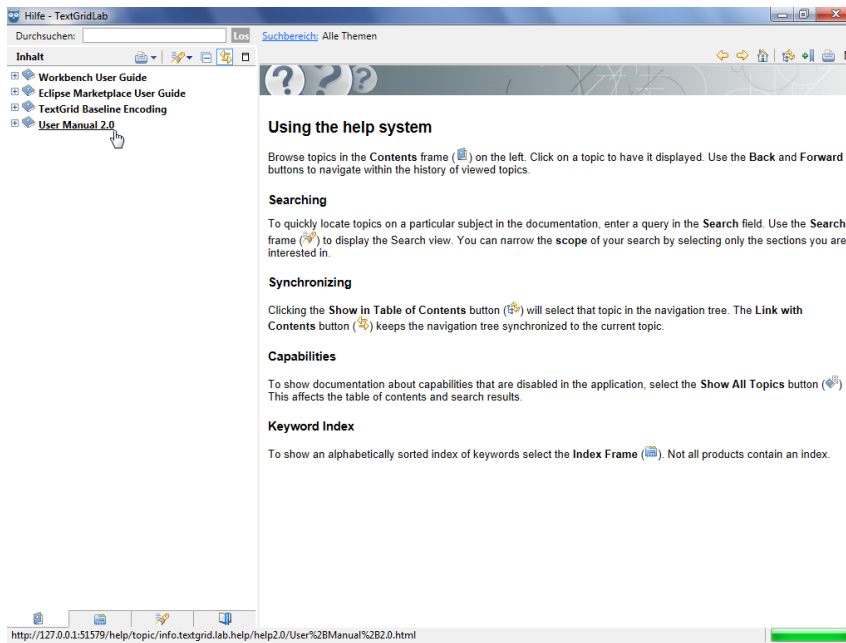 Hilfe - TextGridLab
Durchsuchen: Los Suchbereich: Alle Themen
Inhalt
Workbench User Guide
Eclipse Marketplace User Guide
TextGrid Baseline Encoding
User Manual 2.0
Using the help system
Browse topics in the Contents frame ( ) on the left. Click on a topic to have it displayed. Use the Back and Forward
buttons to navigate within the history of viewed topics.
Searching
To quickly locate topics on a particular subject in the documentation, enter a query in the Search field. Use the Search
frame ( ) to display the Search view. You can narrow the scope of your search by selecting only the sections you are
interested in.
Synchronizing
Clicking the Show in Table of Contents button ( ) will select that topic in the navigation tree. The Link with
Contents button ( ) keeps the navigation tree synchronized to the current topic.
Capabilities
To show documentation about capabilities that are disabled in the application, select the Show All Topics button ( )
This affects the table of contents and search results.
Keyword Index
To show an alphabetically sorted index of keywords select the Index Frame ( ). Not all products contain an index.
http://127.0.0.1:51579/help/topic/info.textgrid.lab.help/help2.0/User%2BManual%2B2.0.html